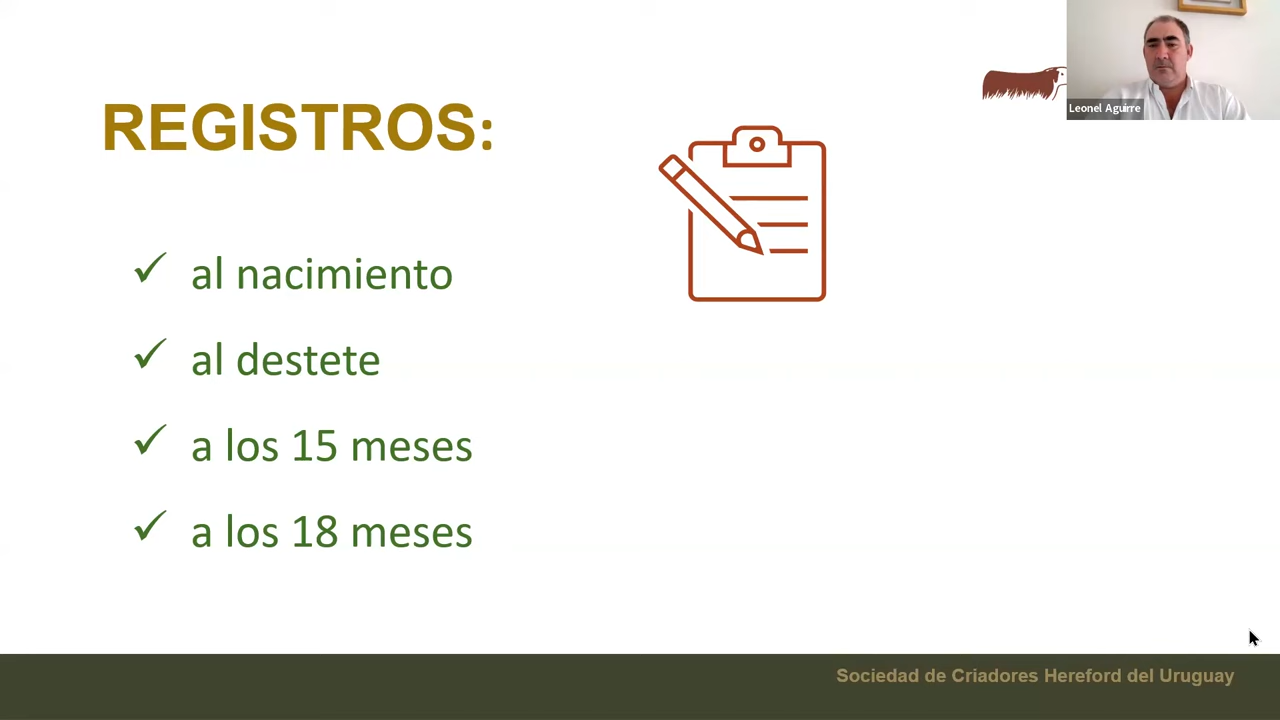 Leonel Aguirre
REGISTROS:
✓ al nacimiento
✓ al destete
✓ a los 15 meses
✓ a los 18 meses
Sociedad de Criadores Hereford del Uruguay